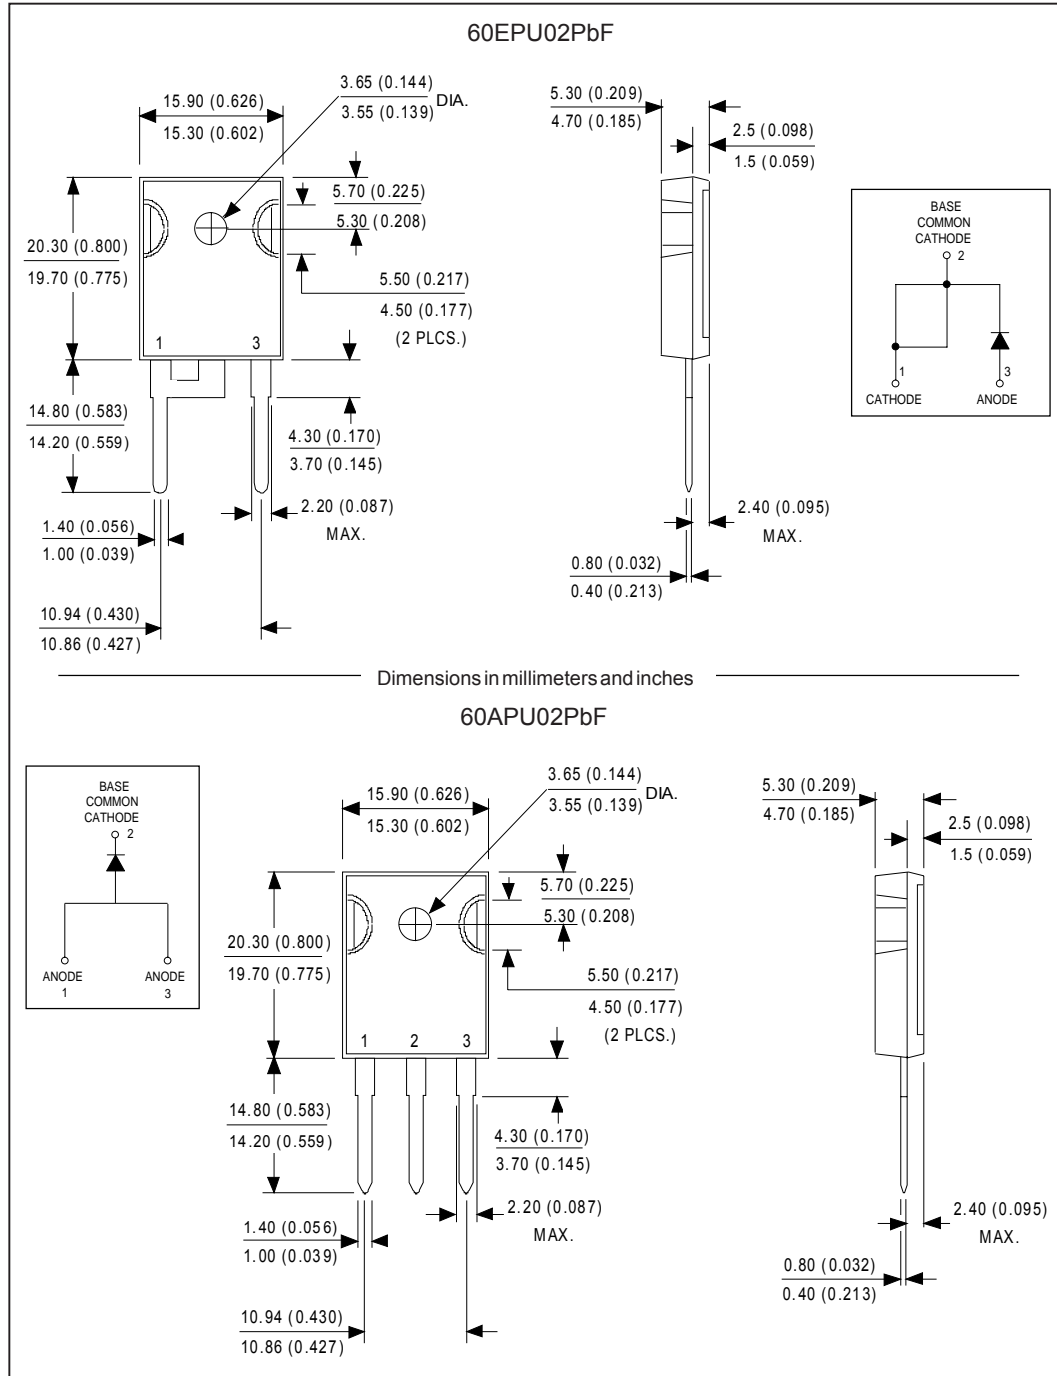 60EPU02PbF
15.90 (0.626)
15.30 (0.602)
3.65 (0.144)
3.55 (0.139)
DIA.
5.70 (0.225)
5.30 (0.208)
20.30 (0.800)
19.70 (0.775)
5.50 (0.217)
4.50 (0.177)
(2 PLCS.)
1 3
14.80 (0.583)
14.20 (0.559)
4.30 (0.170)
3.70 (0.145)
2.20 (0.087)
MAX.
1.40 (0.056)
1.00 (0.039)
10.94 (0.430)
10.86 (0.427)
5.30 (0.209)
4.70 (0.185)
2.5 (0.098)
1.5 (0.059)
2.40 (0.095)
MAX.
0.80 (0.032)
0.40 (0.213)
BASE
COMMON
CATHODE
2
1 3
CATHODE ANODE
Dimensions in millimeters and inches
60APU02PbF
BASE
COMMON
CATHODE
2
ANODE ANODE
1 3
15.90 (0.626)
15.30 (0.602)
3.65 (0.144)
3.55 (0.139)
DIA.
5.70 (0.225)
5.30 (0.208)
20.30 (0.800)
19.70 (0.775)
5.50 (0.217)
4.50 (0.177)
(2 PLCS.)
1 2 3
14.80 (0.583)
14.20 (0.559)
4.30 (0.170)
3.70 (0.145)
2.20 (0.087)
MAX.
1.40 (0.056)
1.00 (0.039)
10.94 (0.430)
10.86 (0.427)
5.30 (0.209)
4.70 (0.185)
2.5 (0.098)
1.5 (0.059)
2.40 (0.095)
MAX.
0.80 (0.032)
0.40 (0.213)